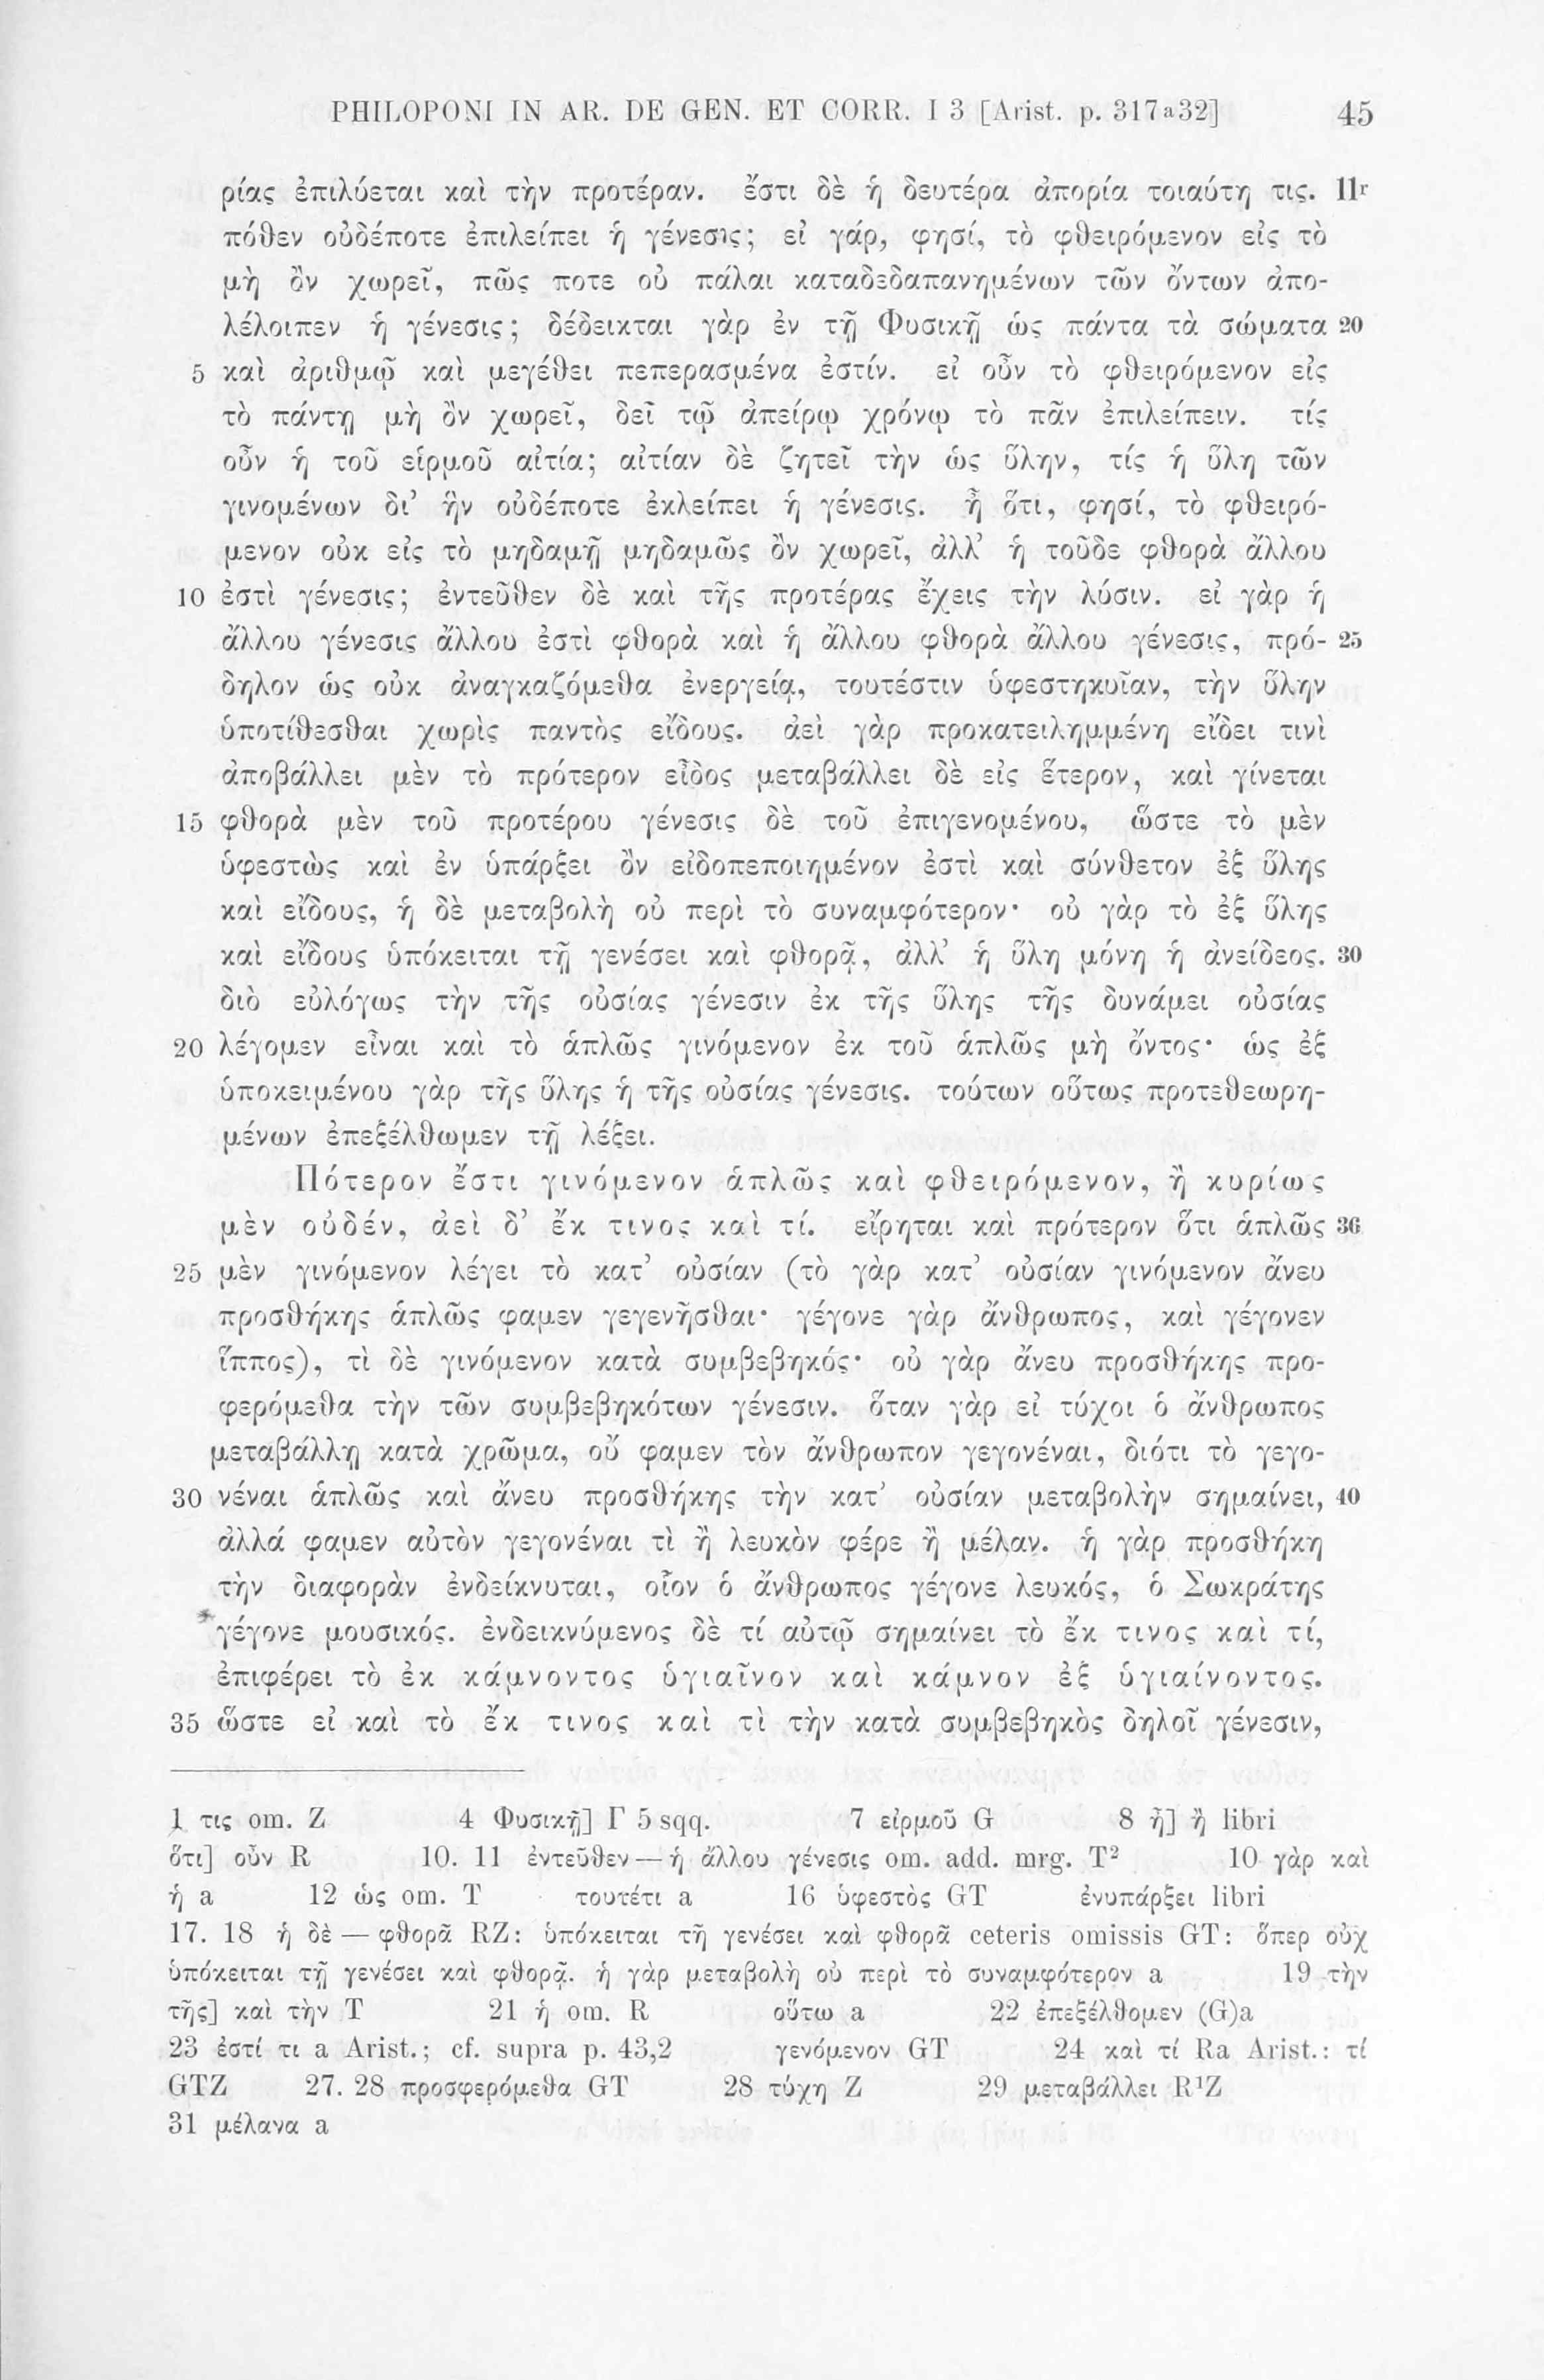 PHILOPONI IN AR. DE GEN. ET CORR. I 3 [Arist. p. 317a32] 45
ρίας ἐπιλύεται καὶ τὴν προτέραν. ἔστι δὲ ἡ δευτέρα ἀπορία τοιαύτη τις. 11r
πόθεν οὐδέποτε ἐπιλείπει ἡ γένεσις; εἰ γάρ, φησί, τὸ φθειρόμενον εἰς τὸ
μὴ ὂν χωρεῖ, πῶς ποτε οὐ πάλαι καταδεδαπανημένων τῶν ὄντων ἀπο-
λέλοιπεν ἡ γένεσις; δέδεικται γὰρ ἐν τῇ Φυσικῇ ὡς πάντα τὰ σώματα 20
5 καὶ ἀριθμῷ καὶ μεγέθει πεπερασμένα ἐστίν. εἰ οὖν τὸ φθειρόμενον εἰς
τὸ πάντῃ μὴ ὂν χωρεῖ, δεῖ τῷ ἀπείρῳ χρόνῳ τὸ πᾶν ἐπιλείπειν. τίς
οὖν ἡ τοῦ εἱρμοῦ αἰτία; αἰτίαν δὲ ζητεῖ τὴν ὡς ὕλην, τίς ἡ ὕλη τῶν
γινομένων δι’ ἣν οὐδέποτε ἐκλείπει ἡ γένεσις. ἦ ὅτι, φησί, τὸ φθειρό-
μενον οὐκ εἰς τὸ μηδαμῇ μηδαμῶς ὂν χωρεῖ, ἀλλ’ ἡ τοῦδε φθορὰ ἄλλου
10 ἐστὶ γένεσις; ἐντεῦθεν δὲ καὶ τῆς προτέρας ἔχεις τὴν λύσιν. εἰ γὰρ ἡ
ἄλλου γένεσις ἄλλου ἐστὶ φθορὰ καὶ ἡ ἄλλου φθορὰ ἄλλου γένεσις, πρό- 25
δηλον ὡς οὐκ ἀναγκαζόμεθα ἐνεργείᾳ, τουτέστιν ὑφεστηκυῖαν, τὴν ὕλην
ὑποτίθεσθαι χωρὶς παντὸς εἴδους. ἀεὶ γὰρ προκατειλημμένη εἴδει τινὶ
ἀποβάλλει μὲν τὸ πρότερον εἶδος μεταβάλλει δὲ εἰς ἕτερον, καὶ γίνεται
15 φθορὰ μὲν τοῦ προτέρου γένεσις δὲ τοῦ ἐπιγενομένου, ὥστε τὸ μὲν
ὑφεστὼς καὶ ἐν ὑπάρξει ὂν εἰδοπεποιημένον ἐστὶ καὶ σύνθετον ἐξ ὕλης
καὶ εἴδους, ἡ δὲ μεταβολὴ οὐ περὶ τὸ συναμφότερον· οὐ γὰρ τὸ ἐξ ὕλης
καὶ εἴδους ὑπόκειται τῇ γενέσει καὶ φθορᾷ, ἀλλ’ ἡ ὕλη μόνη ἡ ἀνείδεος. 30
διὸ εὐλόγως τὴν τῆς οὐσίας γένεσιν ἐκ τῆς ὕλης τῆς δυνάμει οὐσίας
20 λέγομεν εἶναι καὶ τὸ ἁπλῶς γινόμενον ἐκ τοῦ ἁπλῶς μὴ ὄντος· ὡς ἐξ
ὑποκειμένου γὰρ τῆς ὕλης ἡ τῆς οὐσίας γένεσις. τούτων οὕτως προτεθεωρη-
μένων ἐπεξέλθωμεν τῇ λέξει.
Πότερον ἔστι γινόμενον ἁπλῶς καὶ φθειρόμενον, ἢ κυρίως
μὲν οὐδέν, ἀεὶ δ’ ἔκ τινος καὶ τί. εἴρηται καὶ πρότερον ὅτι ἁπλῶς 36
25 μὲν γινόμενον λέγει τὸ κατ’ οὐσίαν (τὸ γὰρ κατ’ οὐσίαν γινόμενον ἄνευ
προσθήκης ἁπλῶς φαμεν γεγενῆσθαι· γέγονε γὰρ ἄνθρωπος, καὶ γέγονεν
ἵππος), τὶ δὲ γινόμενον κατὰ συμβεβηκός· οὐ γὰρ ἄνευ προσθήκης προ-
φερόμεθα τὴν τῶν συμβεβηκότων γένεσιν. ὅταν γὰρ εἰ τύχοι ὁ ἄνθρωπος
μεταβάλλῃ κατὰ χρῶμα, οὔ φαμεν τὸν ἄνθρωπον γεγονέναι, διότι τὸ γεγο-
30 νέναι ἁπλῶς καὶ ἄνευ προσθήκης τὴν κατ’ οὐσίαν μεταβολὴν σημαίνει, 40
ἀλλά φαμεν αὐτὸν γεγονέναι τὶ ἢ λευκὸν φέρε ἢ μέλαν. ἡ γὰρ προσθήκη
τὴν διαφορὰν ἐνδείκνυται, οἷον ὁ ἄνθρωπος γέγονε λευκός, ὁ Σωκράτης
γέγονε μουσικός. ἐνδεικνύμενος δὲ τί αὐτῷ σημαίνει τὸ ἔκ τινος καὶ τί,
ἐπιφέρει τὸ ἐκ κάμνοντος ὑγιαῖνον καὶ κάμνον ἐξ ὑγιαίνοντος.
35 ὥστε εἰ καὶ τὸ ἔκ τινος καὶ τὶ τὴν κατὰ συμβεβηκὸς δηλοῖ γένεσιν,
1 τις om. Z 4 Φυσικῇ] Γ 5 sqq. 7 εἰρμοῦ G 8 ἦ] ἢ libri
ὅτι] οὖν R 10. 11 ἐντεῦθεν — ἡ ἄλλου γένεσις om. add. mrg. T² 10 γὰρ καὶ
ἡ a 12 ὡς om. T τουτέτι a 16 ὑφεστὸς GT ἐνυπάρξει libri
17. 18 ἡ δὲ — φθορᾷ RZ: ὑπόκειται τῇ γενέσει καὶ φθορᾷ ceteris omissis GT: ὅπερ οὐχ
ὑπόκειται τῇ γενέσει καὶ φθορᾷ. ἡ γὰρ μεταβολὴ οὐ περὶ τὸ συναμφότερον a 19 τὴν
τῆς] καὶ τὴν T 21 ἡ om. R οὕτω a 22 ἐπεξέλθομεν (G)a
23 ἐστί τι a Arist.; cf. supra p. 43,2 γενόμενον GT 24 καὶ τί Ra Arist.: τί
GTZ 27. 28 προσφερόμεθα GT 28 τύχῃ Z 29 μεταβάλλει R¹Z
31 μέλανα a